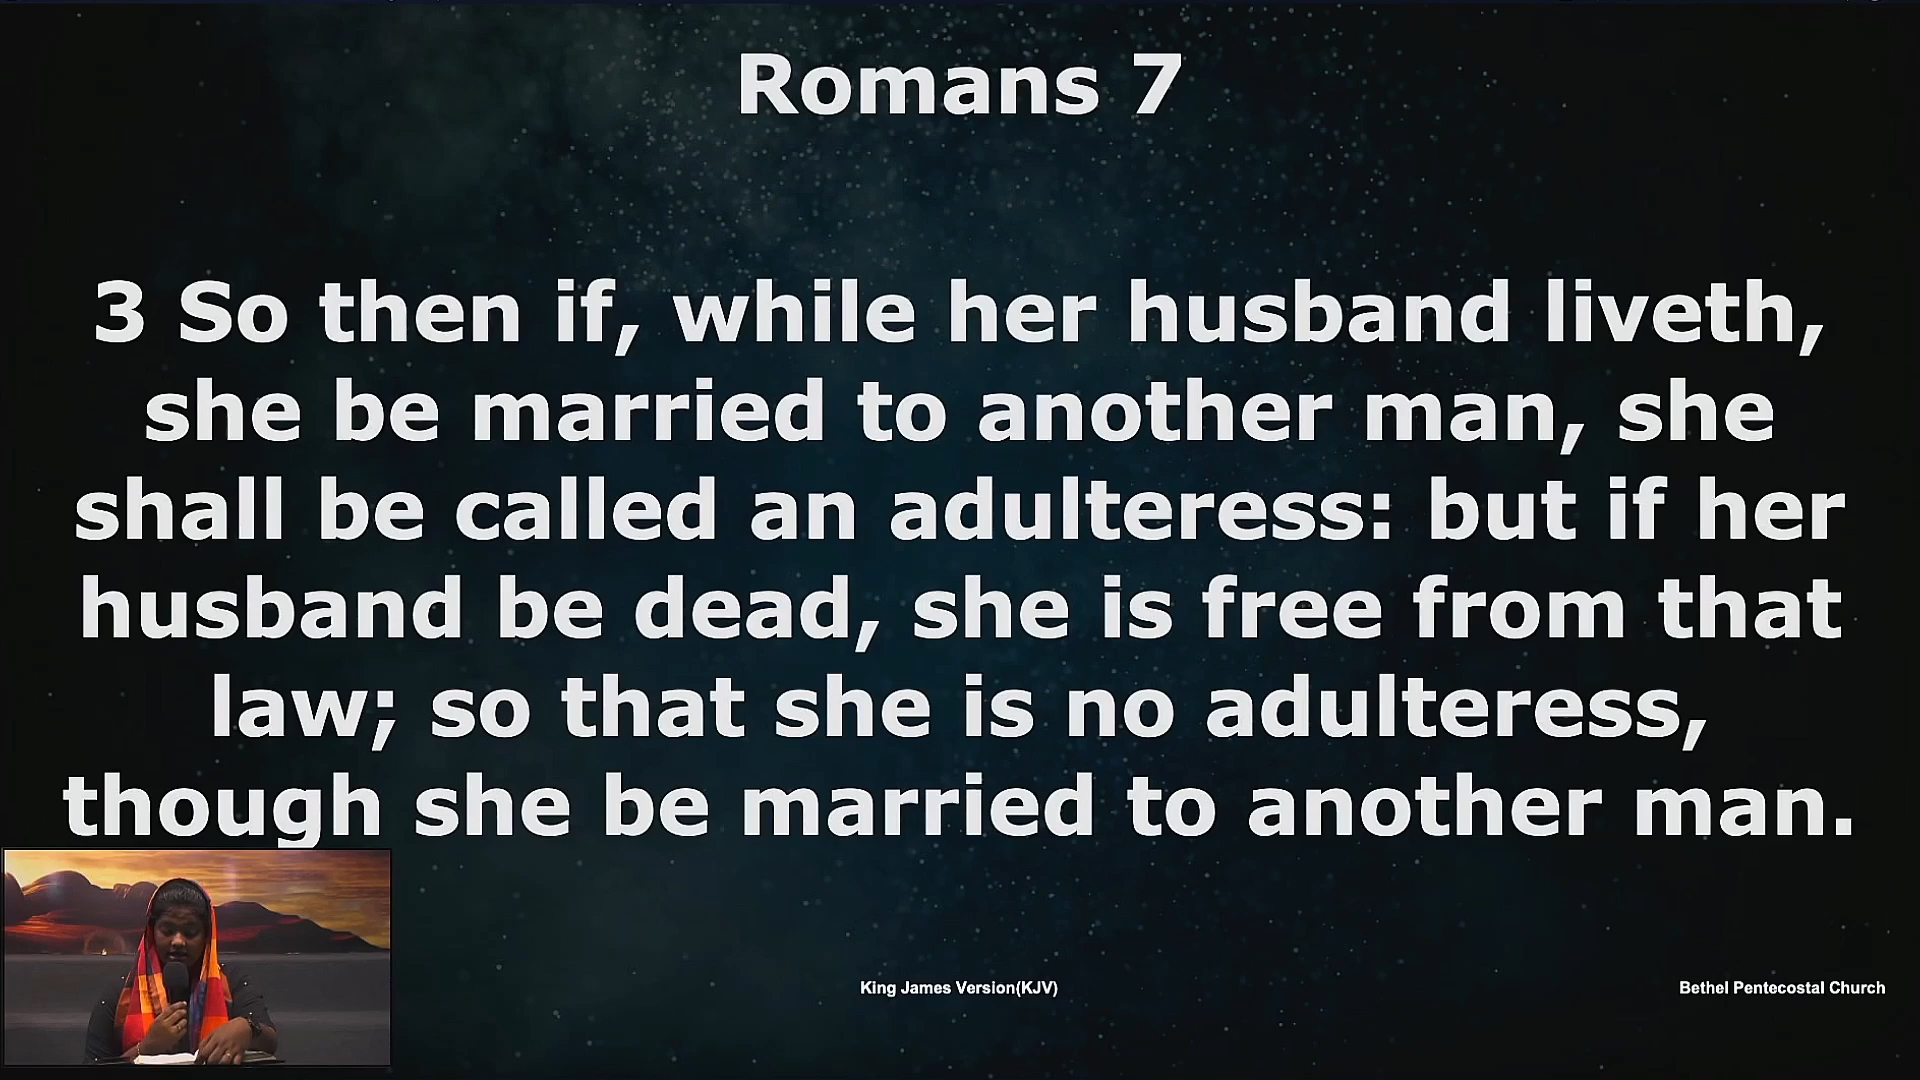 Romans 7
3 So then if, while her husband liveth,
she be married to another man, she
shall be called an adulteress: but if her
husband be dead, she is free from that
law; so that she is no adulteress,
though she be married to another man.
King James Version(KJV)
Bethel Pentecostal Church